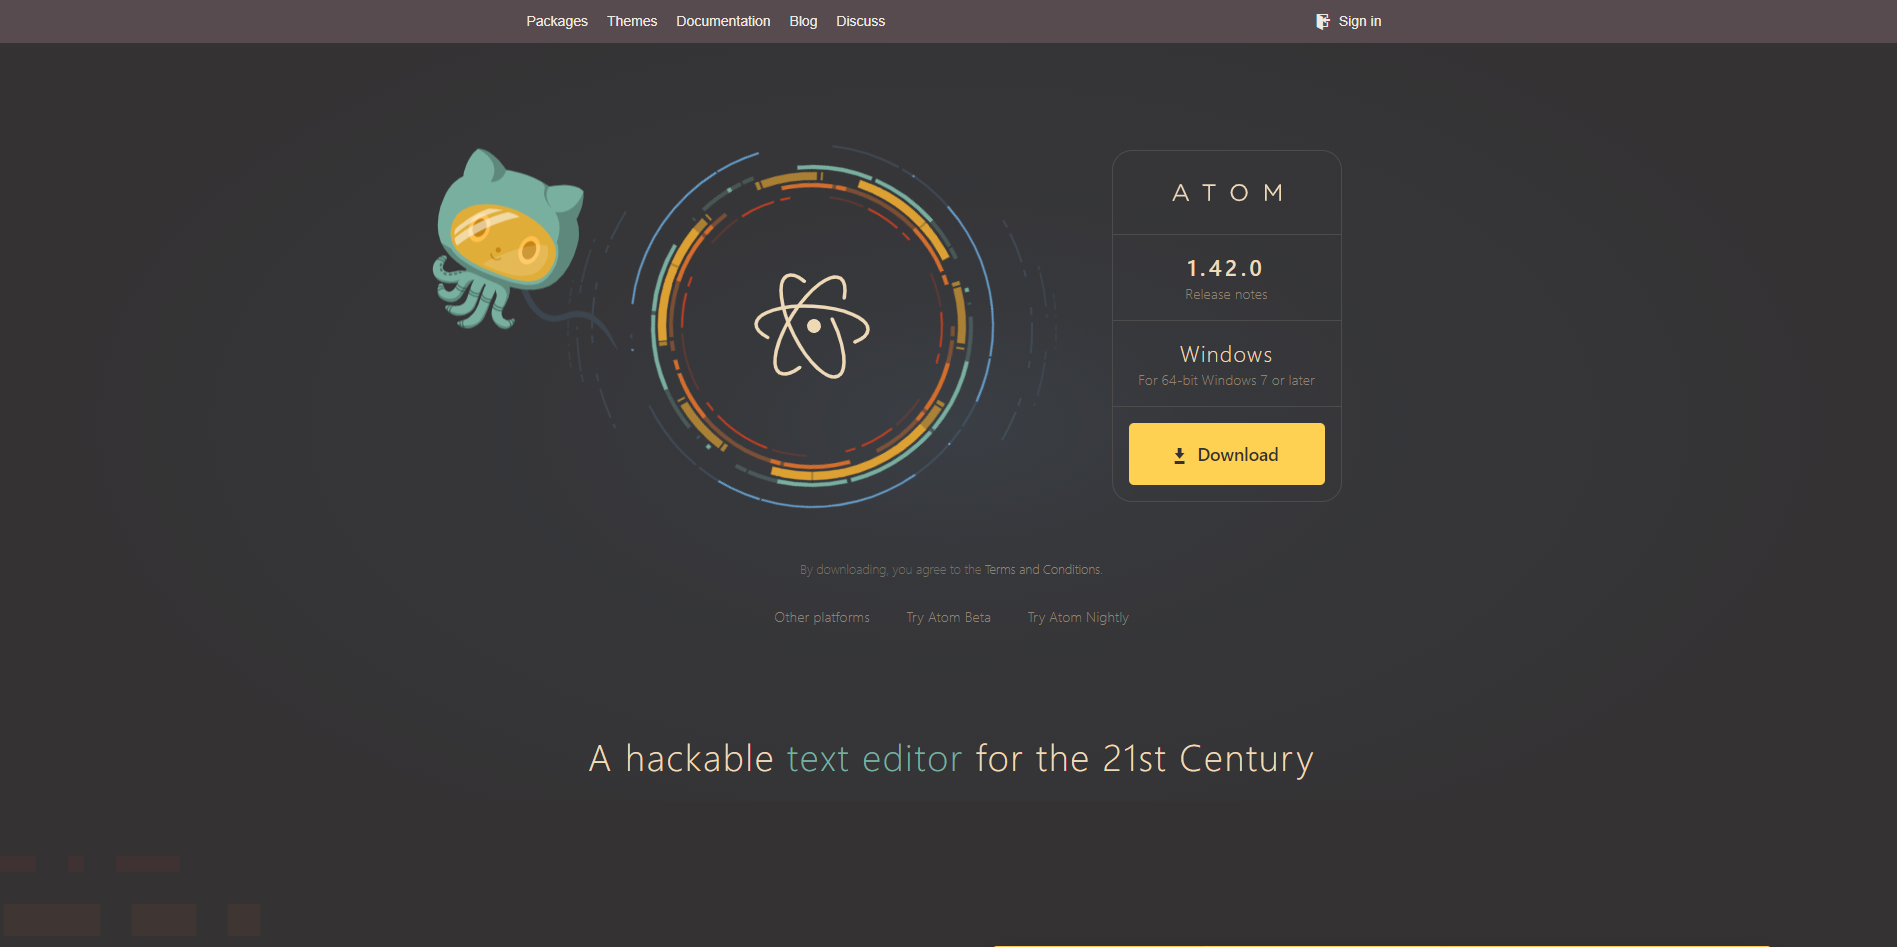 Packages Themes Documentation Blog Discuss Sign in
ATOM
1.42.0
Release notes
Windows
For 64-bit Windows 7 or later
Download
By downloading, you agree to the Terms and Conditions.
Other platforms Try Atom Beta Try Atom Nightly
A hackable text editor for the 21st Century